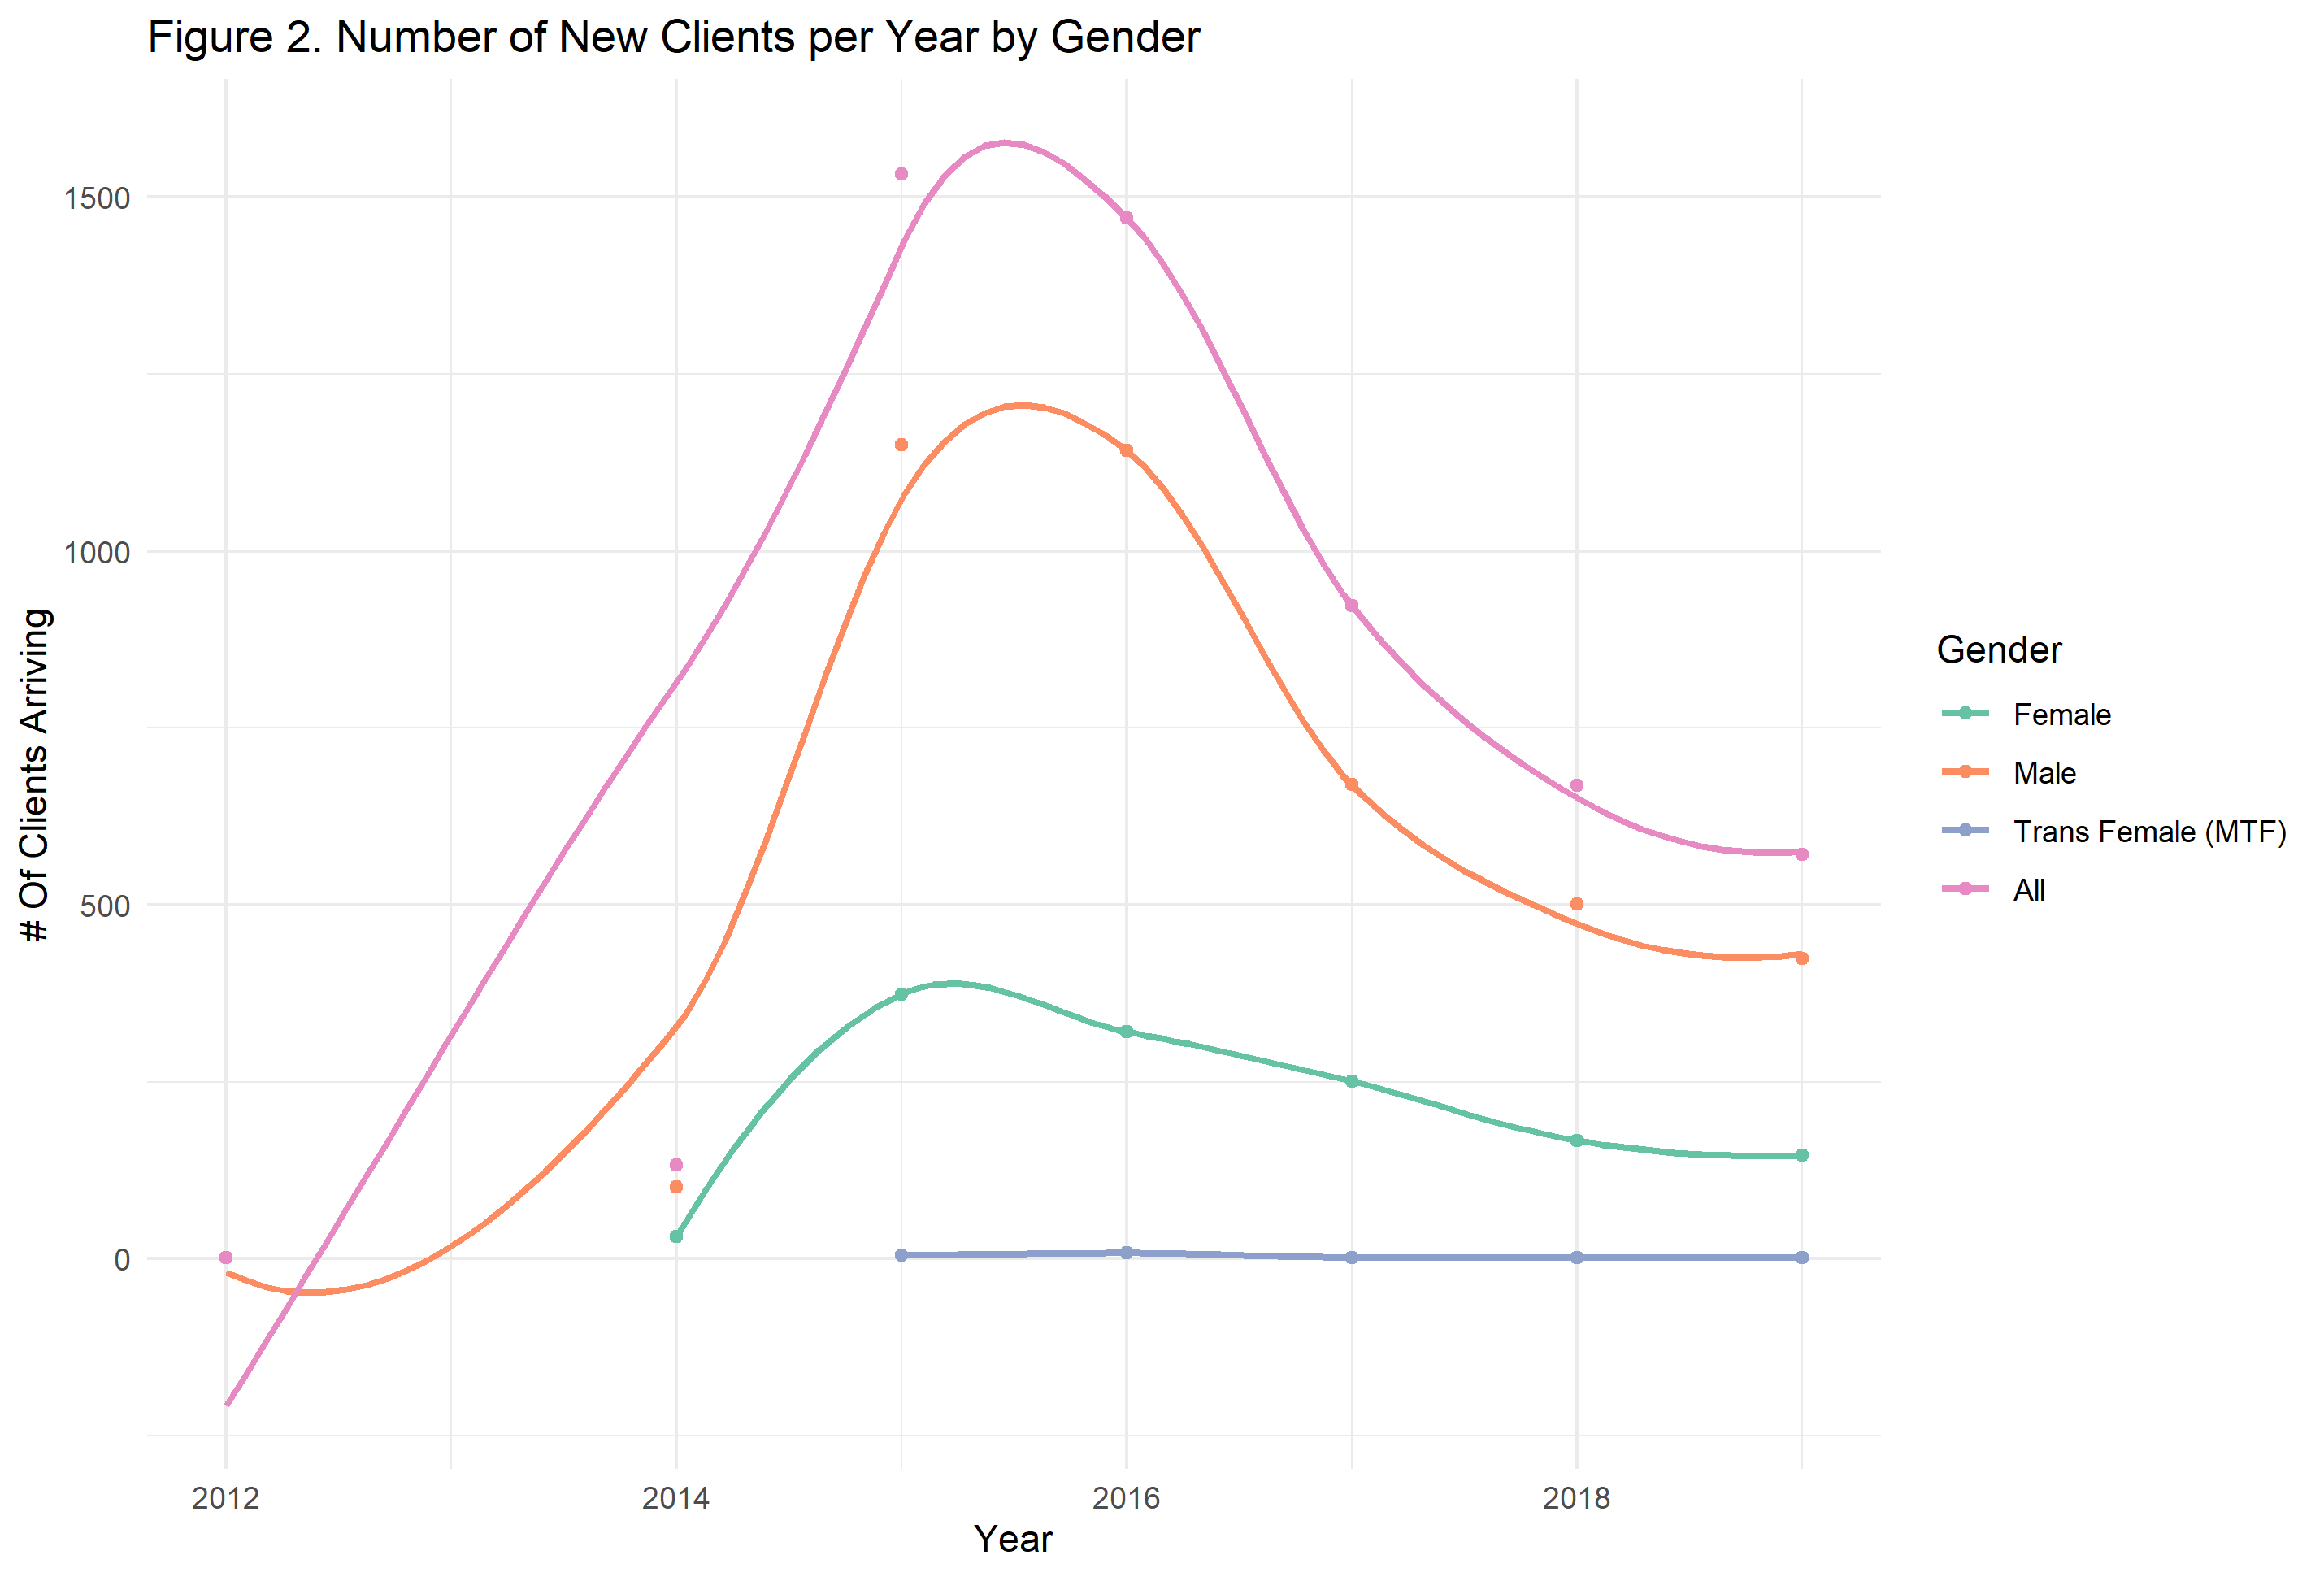 Figure 2. Number of New Clients per Year by Gender
# Of Clients Arriving
1500
1000
500
0
2012
2014
2016
2018
Year
Gender
Female
Male
Trans Female (MTF)
All